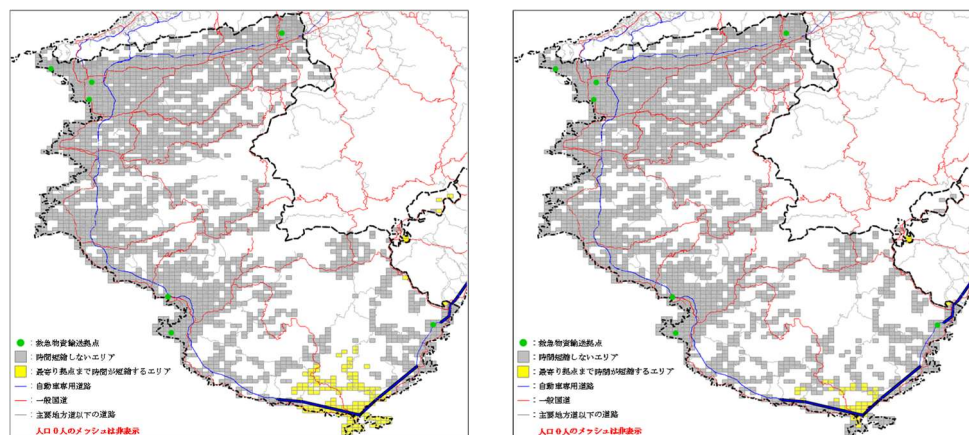 ：救急物資輸送拠点
：時間短縮しないエリア
：最寄り拠点まで時間が短縮するエリア
：自動車専用道路
：一般国道
：主要地方道以下の道路
人口０人のメッシュは非表示
：救急物資輸送拠点
：時間短縮しないエリア
：最寄り拠点まで時間が短縮するエリア
：自動車専用道路
：一般国道
：主要地方道以下の道路
人口０人のメッシュは非表示